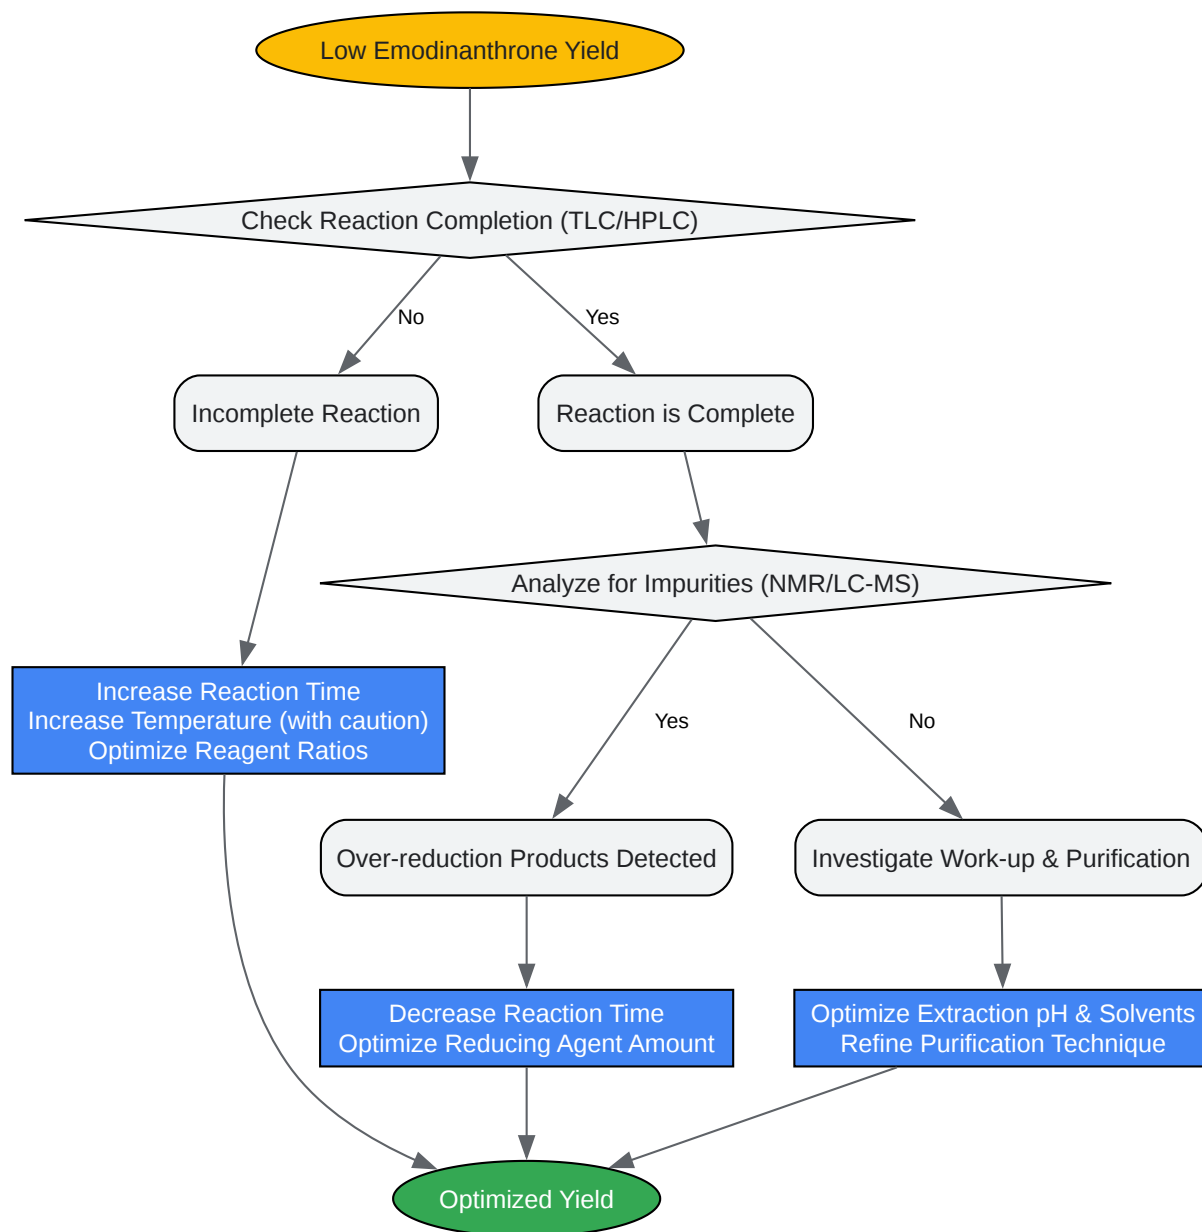 Low Emodinanthrone Yield
Check Reaction Completion (TLC/HPLC)
No
Yes
Incomplete Reaction
Reaction is Complete
Analyze for Impurities (NMR/LC-MS)
Increase Reaction Time
Increase Temperature (with caution)
Optimize Reagent Ratios
Yes
No
Over-reduction Products Detected
Investigate Work-up & Purification
Decrease Reaction Time
Optimize Reducing Agent Amount
Optimize Extraction pH & Solvents
Refine Purification Technique
Optimized Yield